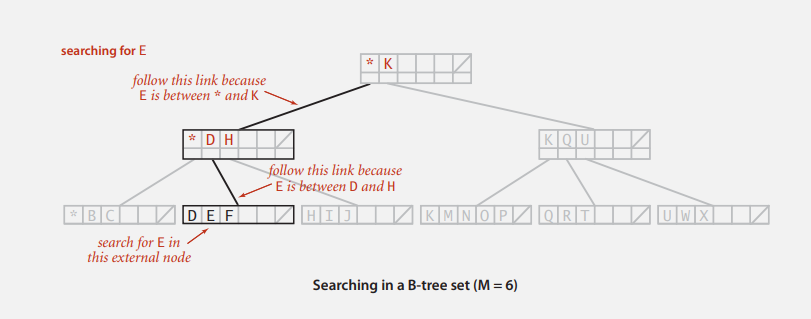 searching for E
* K
follow this link because
E is between * and K
* D H
K Q U
follow this link because
E is between D and H
* B C
D E F
H I J
K M N O P
Q R T
U W X
search for E in
this external node
Searching in a B-tree set (M = 6)